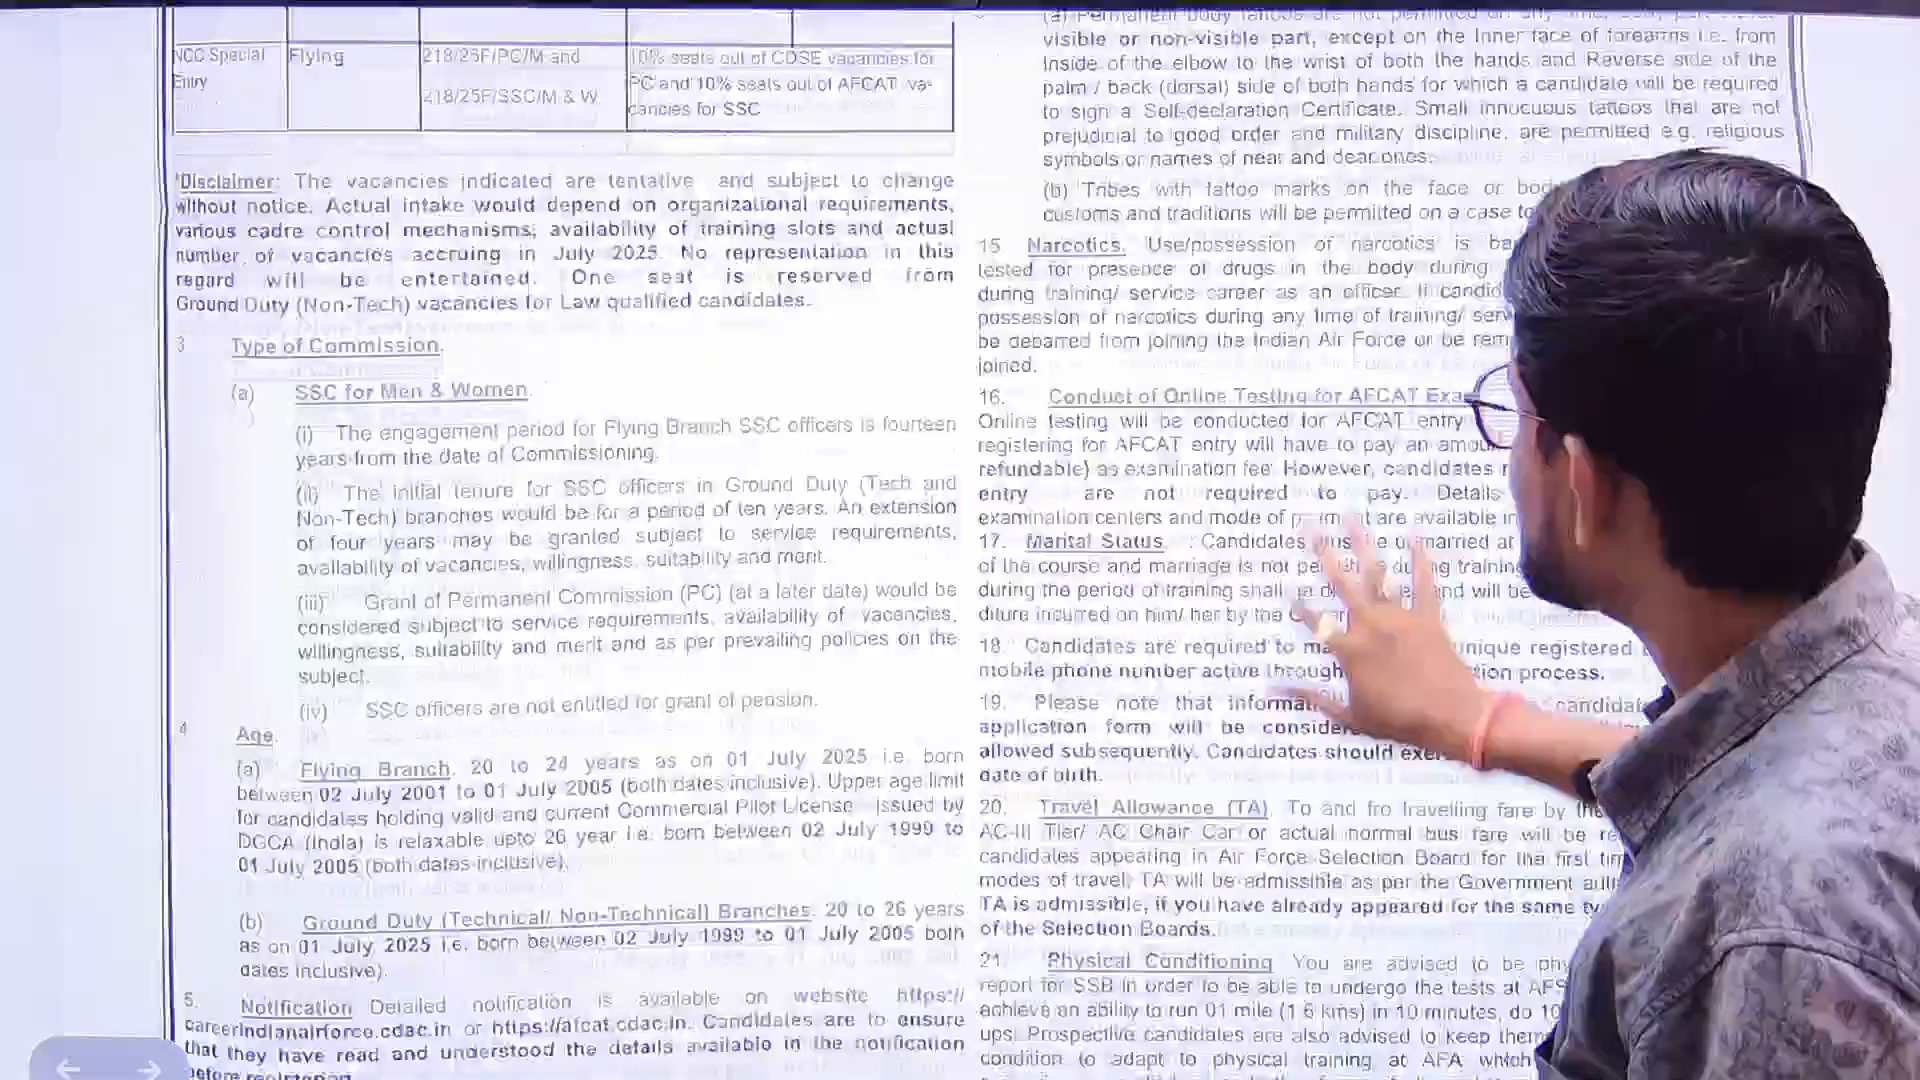 NCC Special
Entry
Flying
218/25F/PC/M and
218/25F/SSC/M & W
10% seats out of CDSE vacancies for
PC and 10% seats out of AFCAT va-
cancies for SSC
*Disclaimer: The vacancies indicated are tentative and subject to change
without notice. Actual intake would depend on organizational requirements,
various cadre control mechanisms, availability of training slots and actual
number of vacancies accruing in July 2025. No representation in this
regard will be entertained. One seat is reserved from
Ground Duty (Non-Tech) vacancies for Law qualified candidates.
3 Type of Commission.
(a) SSC for Men & Women.
(i) The engagement period for Flying Branch SSC officers is fourteen
years from the date of Commissioning.
(ii) The initial tenure for SSC officers in Ground Duty (Tech and
Non-Tech) branches would be for a period of ten years. An extension
of four years may be granted subject to service requirements,
availability of vacancies, willingness, suitability and merit.
(iii) Grant of Permanent Commission (PC) (at a later date) would be
considered subject to service requirements, availability of vacancies,
willingness, suitability and merit and as per prevailing policies on the
subject.
(iv) SSC officers are not entitled for grant of pension.
4 Age.
(a) Flying Branch. 20 to 24 years as on 01 July 2025 i.e. born
between 02 July 2001 to 01 July 2005 (both dates inclusive). Upper age limit
for candidates holding valid and current Commercial Pilot License issued by
DGCA (India) is relaxable upto 26 year i.e. born between 02 July 1999 to
01 July 2005 (both dates inclusive).
(b) Ground Duty (Technical/ Non-Technical) Branches. 20 to 26 years
as on 01 July 2025 i.e. born between 02 July 1999 to 01 July 2005 both
dates inclusive).
5. Notification Detailed notification is available on website https://
careerindianairforce.cdac.in or https://afcat.cdac.in. Candidates are to ensure
that they have read and understood the details available in the notification
before registration.
(a) Permanent body tattoos are not permitted on any
visible or non-visible part, except on the inner face of forearms i.e. from
inside of the elbow to the wrist of both the hands and Reverse side of the
palm / back (dorsal) side of both hands for which a candidate will be required
to sign a Self-declaration Certificate. Small innocuous tattoos that are not
prejudicial to good order and military discipline, are permitted e.g. religious
symbols or names of near and dear ones.
(b) Tribes with tattoo marks on the face or
customs and traditions will be permitted on a case to
15. Narcotics. Use/possession of narcotics is
tested for presence of drugs in the body during
during training/ service career as an officer. If
possession of narcotics during any time of training/
be debarred from joining the Indian Air Force or be
joined.
16. Conduct of Online Testing for AFCAT
Online testing will be conducted for AFCAT entry
registering for AFCAT entry will have to pay an
refundable) as examination fee. However, candidates
entry are not required to pay. Details
examination centers and mode of are available in
17. Marital Status. : Candidates unmarried at
of the course and marriage is not during training
during the period of training shall and will be
diture incurred on him/ her by the
18. Candidates are required to unique registered
mobile phone number active process.
19. Please note that
application form will be
allowed subsequently. Candidates should
date of birth.
20. Travel Allowance (TA). To and fro travelling fare by
AC-III Tier/ AC Chair Car or actual normal bus fare will be
candidates appearing in Air Force Selection Board for the first
modes of travel, TA will be admissible as per the Government
TA is admissible, if you have already appeared for the same
of the Selection Boards.
21. Physical Conditioning You are advised to be
report for SSB in order to be able to undergo the tests at
achieve an ability to run 01 mile (1.6 kms) in 10 minutes, do 10
ups. Prospective candidates are also advised to keep
condition to adapt to physical training at AFA which